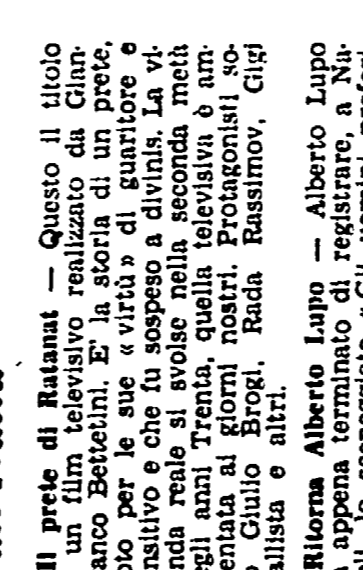 Il prete di Ratanat — Questo il titolo
un film televisivo realizzato da Gian-
anco Bettetini. E' la storia di un prete,
oto per le sue « virtù » di guaritore e
nsitivo e che fu sospeso a divinis. La vi-
nda reale si svolse nella seconda metà
egli anni Trenta, quella televisiva è am-
entata ai giorni nostri. Protagonisti so-
o Giulio Brogi, Rada Rassimov, Gigi
allista e altri.
Ritorna Alberto Lupo — Alberto Lupo
a appena terminato di registrare, a Na-